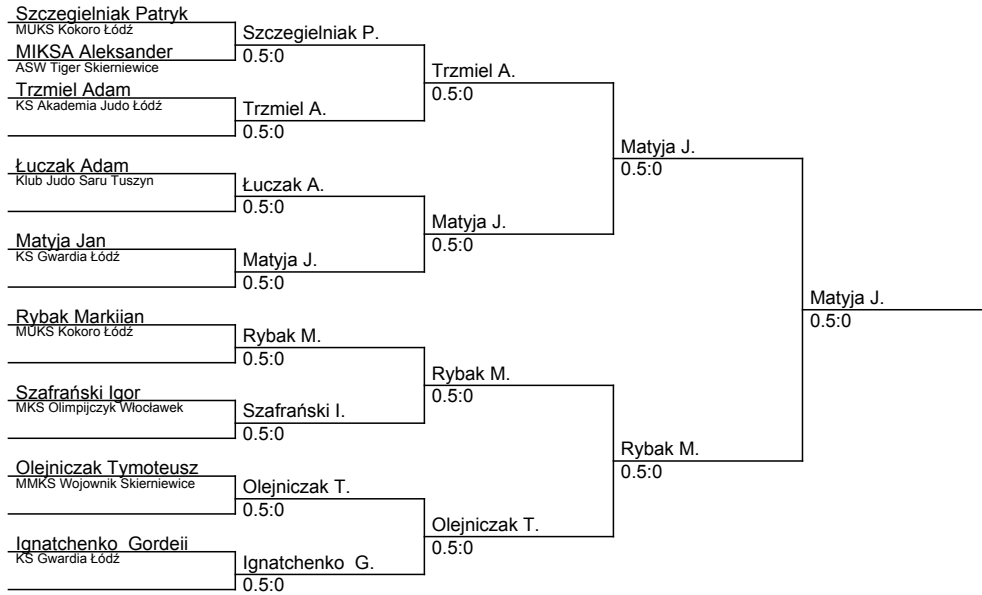 Szczegielniak Patryk
MUKS Kokoro Łódź
MIKSA Aleksander
ASW Tiger Skierniewice
Trzmiel Adam
KS Akademia Judo Łódź
Łuczak Adam
Klub Judo Saru Tuszyn
Matyja Jan
KS Gwardia Łódź
Rybak Markiian
MUKS Kokoro Łódź
Szafrański Igor
MKS Olimpijczyk Włocławek
Olejniczak Tymoteusz
MMKS Wojownik Skierniewice
Ignatchenko Gordeii
KS Gwardia Łódź
Szczegielniak P.
0.5:0
Trzmiel A.
0.5:0
Łuczak A.
0.5:0
Matyja J.
0.5:0
Rybak M.
0.5:0
Szafrański I.
0.5:0
Olejniczak T.
0.5:0
Ignatchenko G.
0.5:0
Trzmiel A.
0.5:0
Matyja J.
0.5:0
Rybak M.
0.5:0
Olejniczak T.
0.5:0
Matyja J.
0.5:0
Rybak M.
0.5:0
Matyja J.
0.5:0